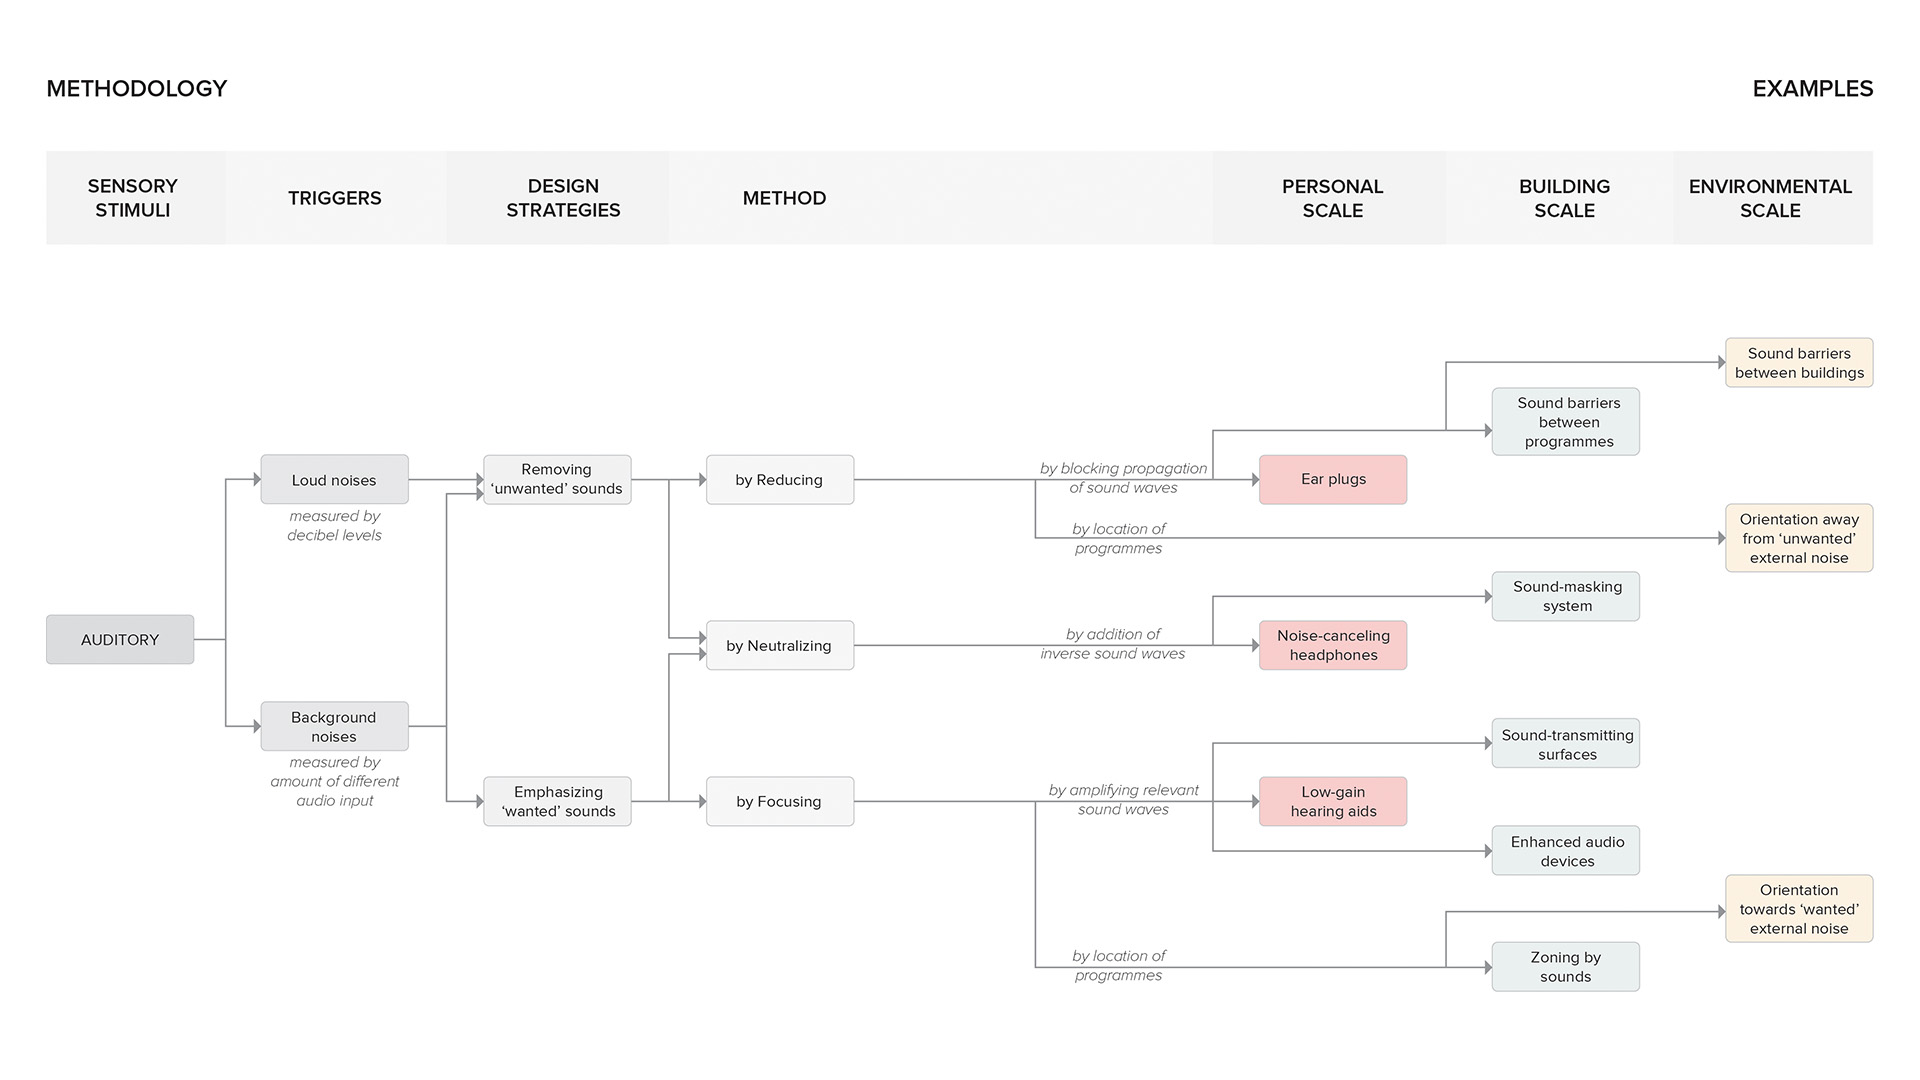 METHODOLOGY
EXAMPLES
SENSORY
STIMULI
TRIGGERS
DESIGN
STRATEGIES
METHOD
PERSONAL
SCALE
BUILDING
SCALE
ENVIRONMENTAL
SCALE
AUDITORY
Loud noises
measured by
decibel levels
Background
noises
measured by
amount of different
audio input
Removing
‘unwanted’ sounds
Emphasizing
‘wanted’ sounds
by Reducing
by Neutralizing
by Focusing
by blocking propagation
of sound waves
by location of
programmes
by addition of
inverse sound waves
by amplifying relevant
sound waves
by location of
programmes
Ear plugs
Noise-canceling
headphones
Low-gain
hearing aids
Sound barriers
between
programmes
Sound-masking
system
Sound-transmitting
surfaces
Enhanced audio
devices
Zoning by
sounds
Sound barriers
between buildings
Orientation away
from ‘unwanted’
external noise
Orientation
towards ‘wanted’
external noise